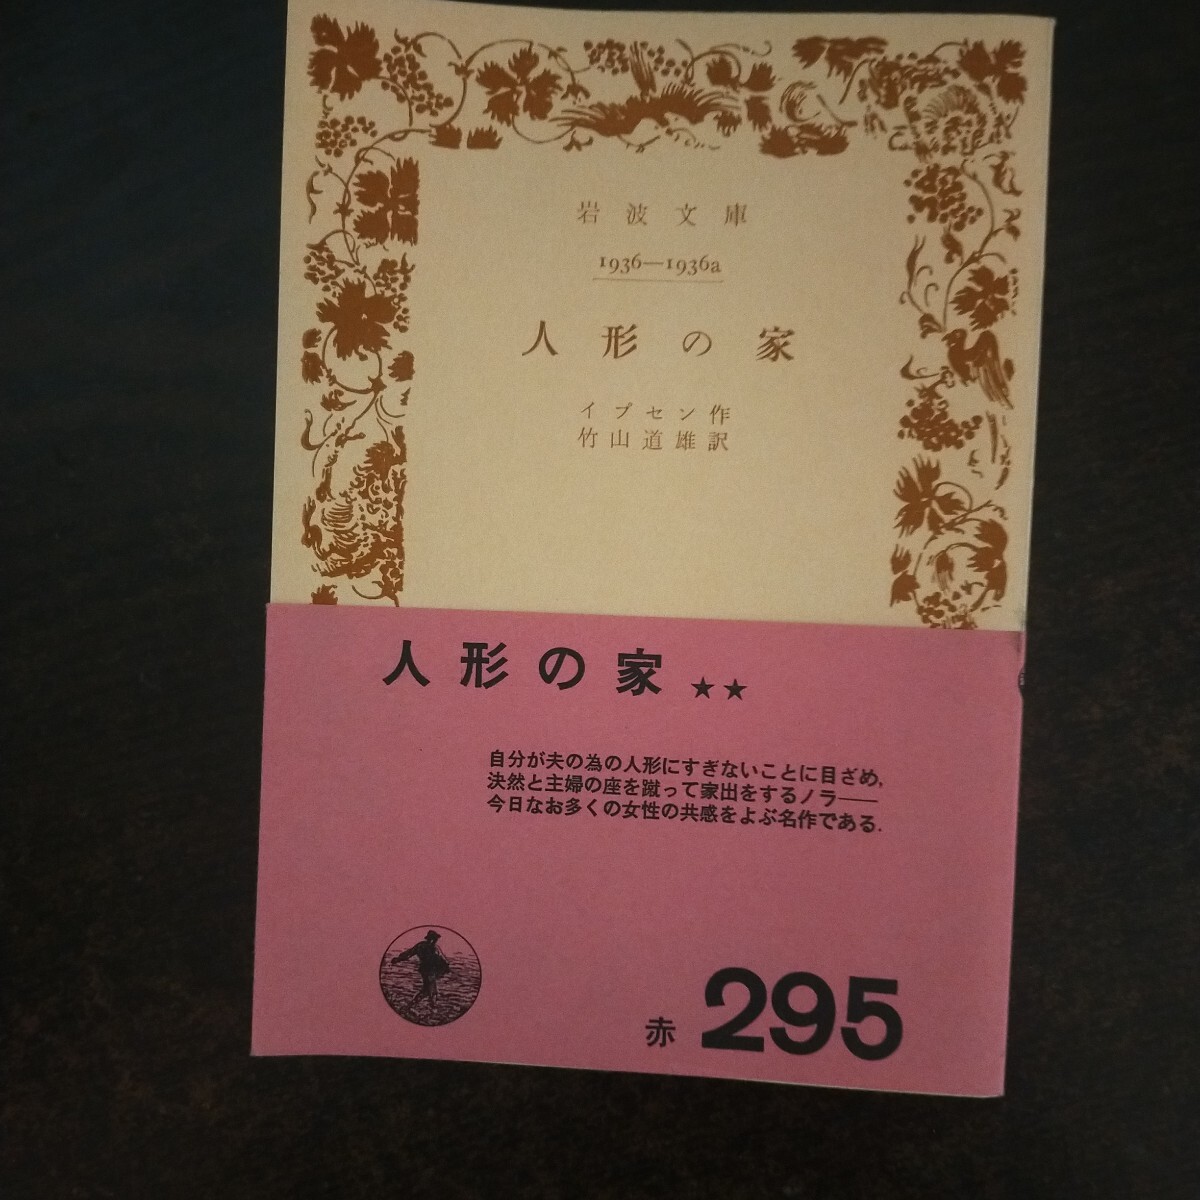 岩波文庫
1936—1936a
人形の家
イプセン作
竹山道雄訳
人形の家 ★★
自分が夫の為の人形にすぎないことに目ざめ,
決然と主婦の座を蹴って家出をするノラ——
今日なお多くの女性の共感をよぶ名作である.
赤 295